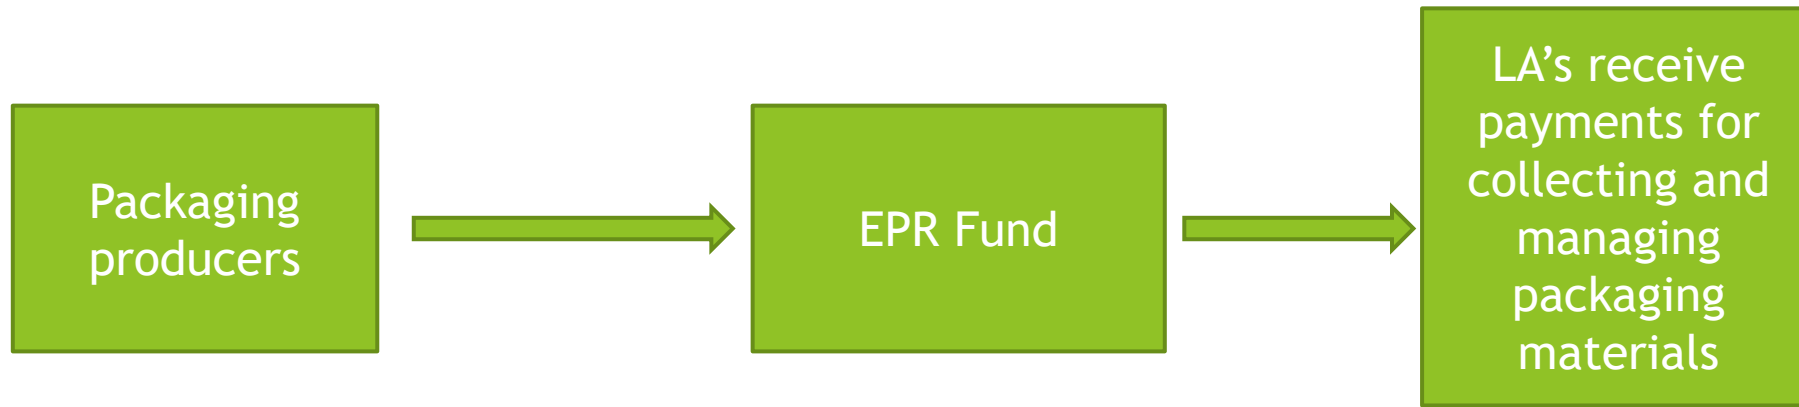 Packaging
producers
EPR Fund
LA’s receive
payments for
collecting and
managing
packaging
materials